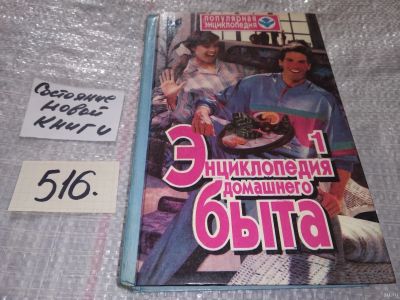 Состояние
новой
книги
516.
ПОПУЛЯРНАЯ
ЭНЦИКЛОПЕДИЯ
1
Энциклопедия
домашнего
быта